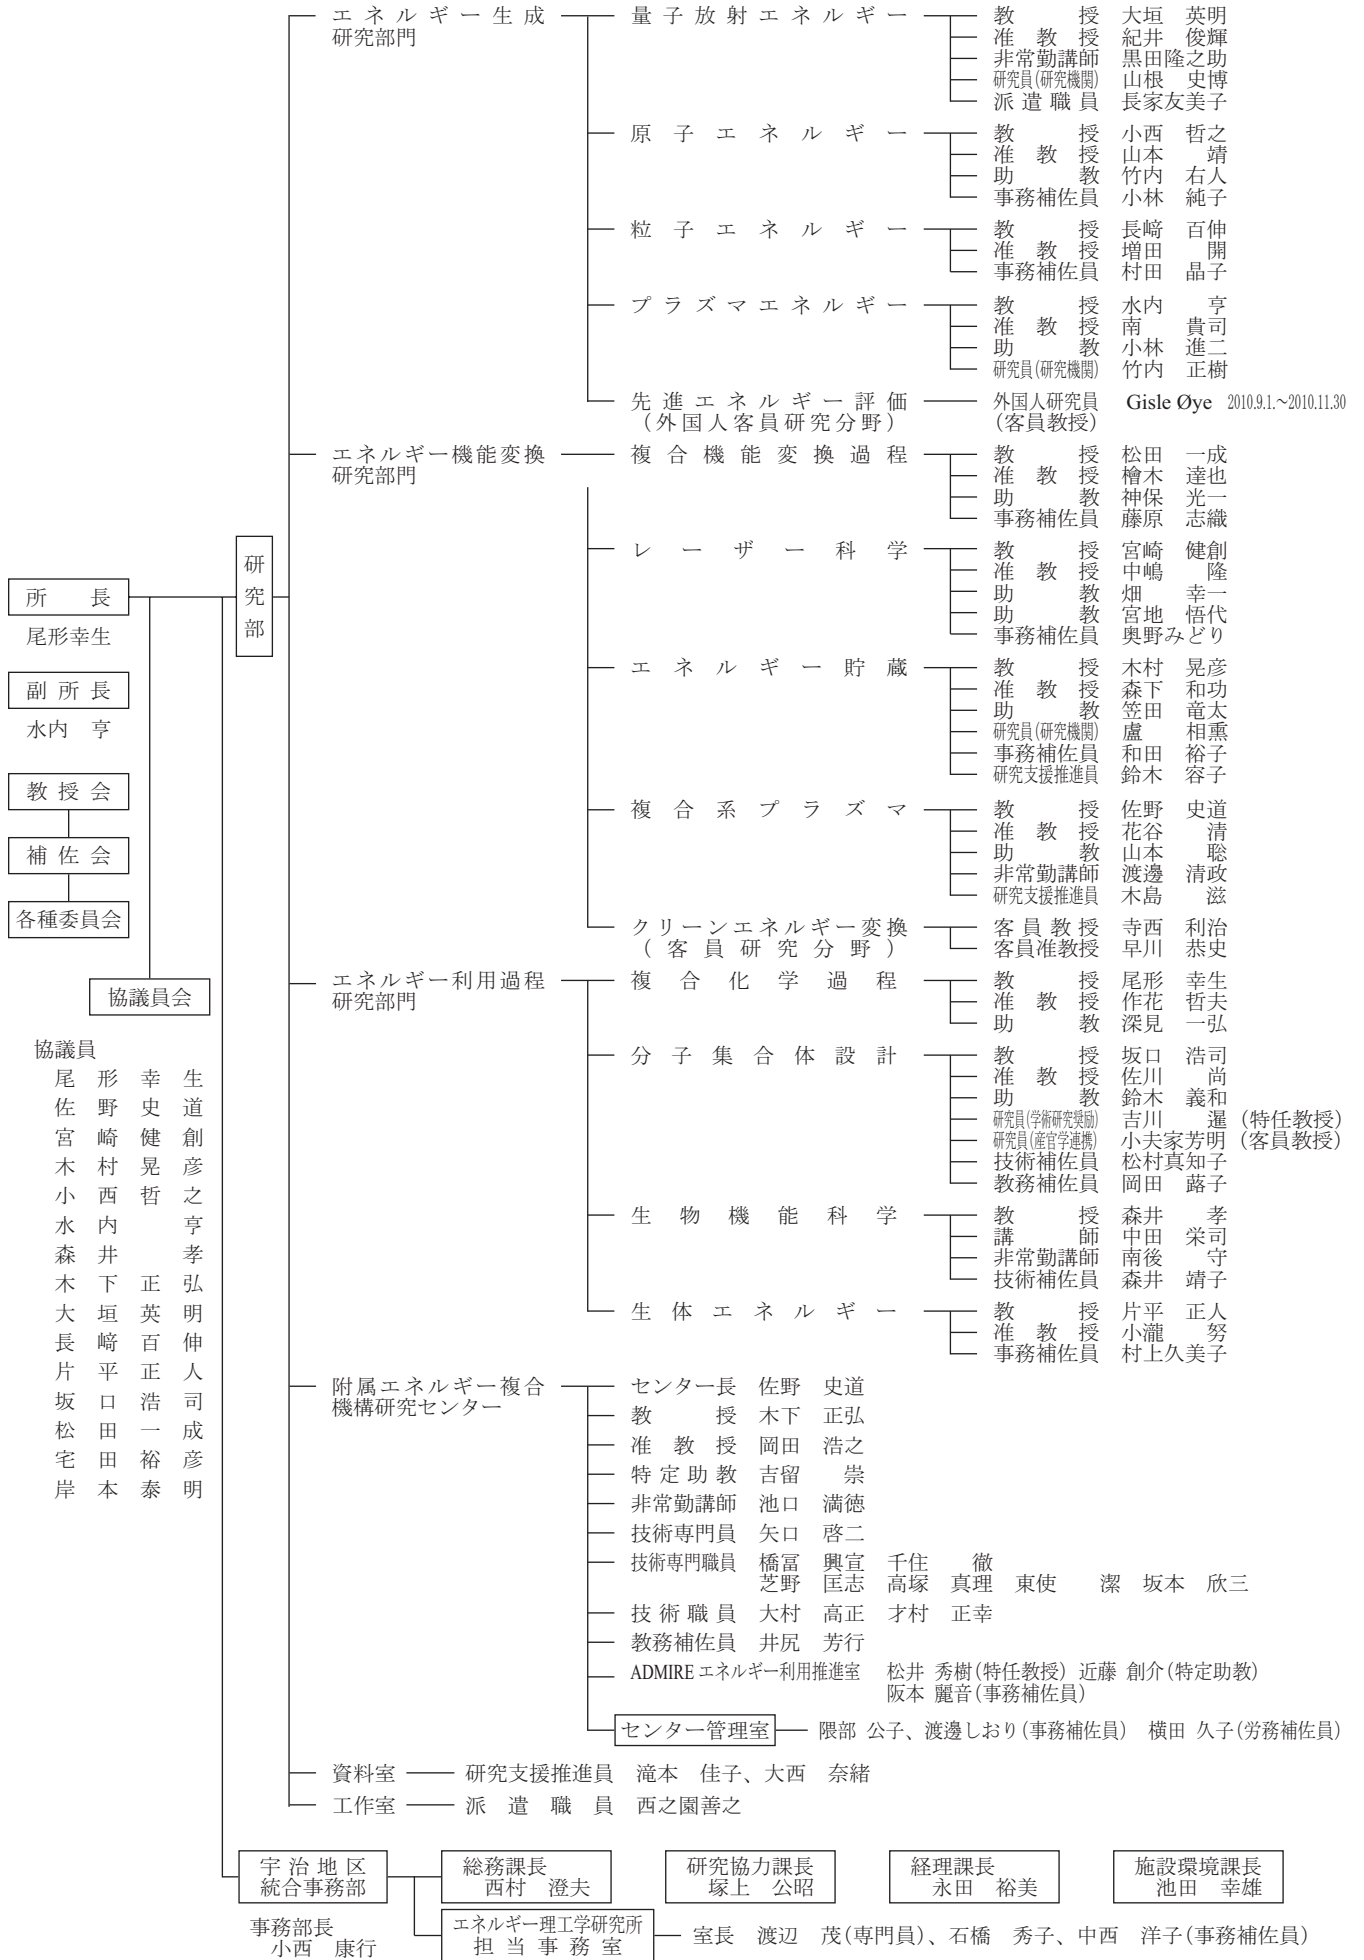 所長
尾形幸生
副所長
水内 亨
教授会
補佐会
各種委員会
協議員会
協議員
尾形幸生
佐野史道
宮崎健創
木村晃彦
小西哲之
水内 亨
森井 孝
木下正弘
大垣英明
長﨑百伸
片平正人
坂口浩司
松田一成
宅田裕彦
岸本泰明
研究部
エネルギー生成
研究部門
量子放射エネルギー
教授 大垣 英明
准教授 紀井 俊輝
非常勤講師 黒田隆之助
研究員(研究機関) 山根 史博
派遣職員 長家友美子
原子エネルギー
教授 小西 哲之
准教授 山本 靖
助教 竹内 右人
事務補佐員 小林 純子
粒子エネルギー
教授 長﨑 百伸
准教授 増田 開
事務補佐員 村田 晶子
プラズマエネルギー
教授 水内 亨
准教授 南 貴司
助教 小林 進二
研究員(研究機関) 竹内 正樹
先進エネルギー評価
(外国人客員研究分野)
外国人研究員 Gisle Øye 2010.9.1.~2010.11.30
(客員教授)
エネルギー機能変換
研究部門
複合機能変換過程
教授 松田 一成
准教授 檜木 達也
助教 神保 光一
事務補佐員 藤原 志織
レーザー科学
教授 宮崎 健創
准教授 中嶋 隆
助教 畑 幸一
助教 宮地 悟代
事務補佐員 奥野みどり
エネルギー貯蔵
教授 木村 晃彦
准教授 森下 和功
助教 笠田 竜太
研究員(研究機関) 盧 相熏
事務補佐員 和田 裕子
研究支援推進員 鈴木 容子
複合系プラズマ
教授 佐野 史道
准教授 花谷 清
助教 山本 聡
非常勤講師 渡邊 清政
研究支援推進員 木島 滋
クリーンエネルギー変換
(客員研究分野)
客員教授 寺西 利治
客員准教授 早川 恭史
エネルギー利用過程
研究部門
複合化学過程
教授 尾形 幸生
准教授 作花 哲夫
助教 深見 一弘
分子集合体設計
教授 坂口 浩司
准教授 佐川 尚
助教 鈴木 義和
研究員(学術研究奨励) 吉川 暹(特任教授)
研究員(産官学連携) 小夫家芳明(客員教授)
技術補佐員 松村真知子
教務補佐員 岡田 蕗子
生物機能科学
教授 森井 孝
講師 中田 栄司
非常勤講師 南後 守
技術補佐員 森井 靖子
生体エネルギー
教授 片平 正人
准教授 小瀧 努
事務補佐員 村上久美子
附属エネルギー複合
機構研究センター
センター長 佐野 史道
教授 木下 正弘
准教授 岡田 浩之
特定助教 吉留 崇
非常勤講師 池口 満徳
技術専門員 矢口 啓二
技術専門職員 橋冨 興宣 千住 徹
芝野 匡志 高塚 真理 東使 潔 坂本 欣三
技術職員 大村 高正 才村 正幸
教務補佐員 井尻 芳行
ADMIRE エネルギー利用推進室 松井 秀樹(特任教授) 近藤 創介(特定助教)
阪本 麗音(事務補佐員)
センター管理室 隈部 公子、渡邊しおり(事務補佐員) 横田 久子(労務補佐員)
資料室 研究支援推進員 滝本 佳子、大西 奈緒
工作室 派遣職員 西之園善之
宇治地区
統合事務部
事務部長
小西 康行
総務課長
西村 澄夫
研究協力課長
塚上 公昭
経理課長
永田 裕美
施設環境課長
池田 幸雄
エネルギー理工学研究所
担当事務室
室長 渡辺 茂(専門員)、石橋 秀子、中西 洋子(事務補佐員)